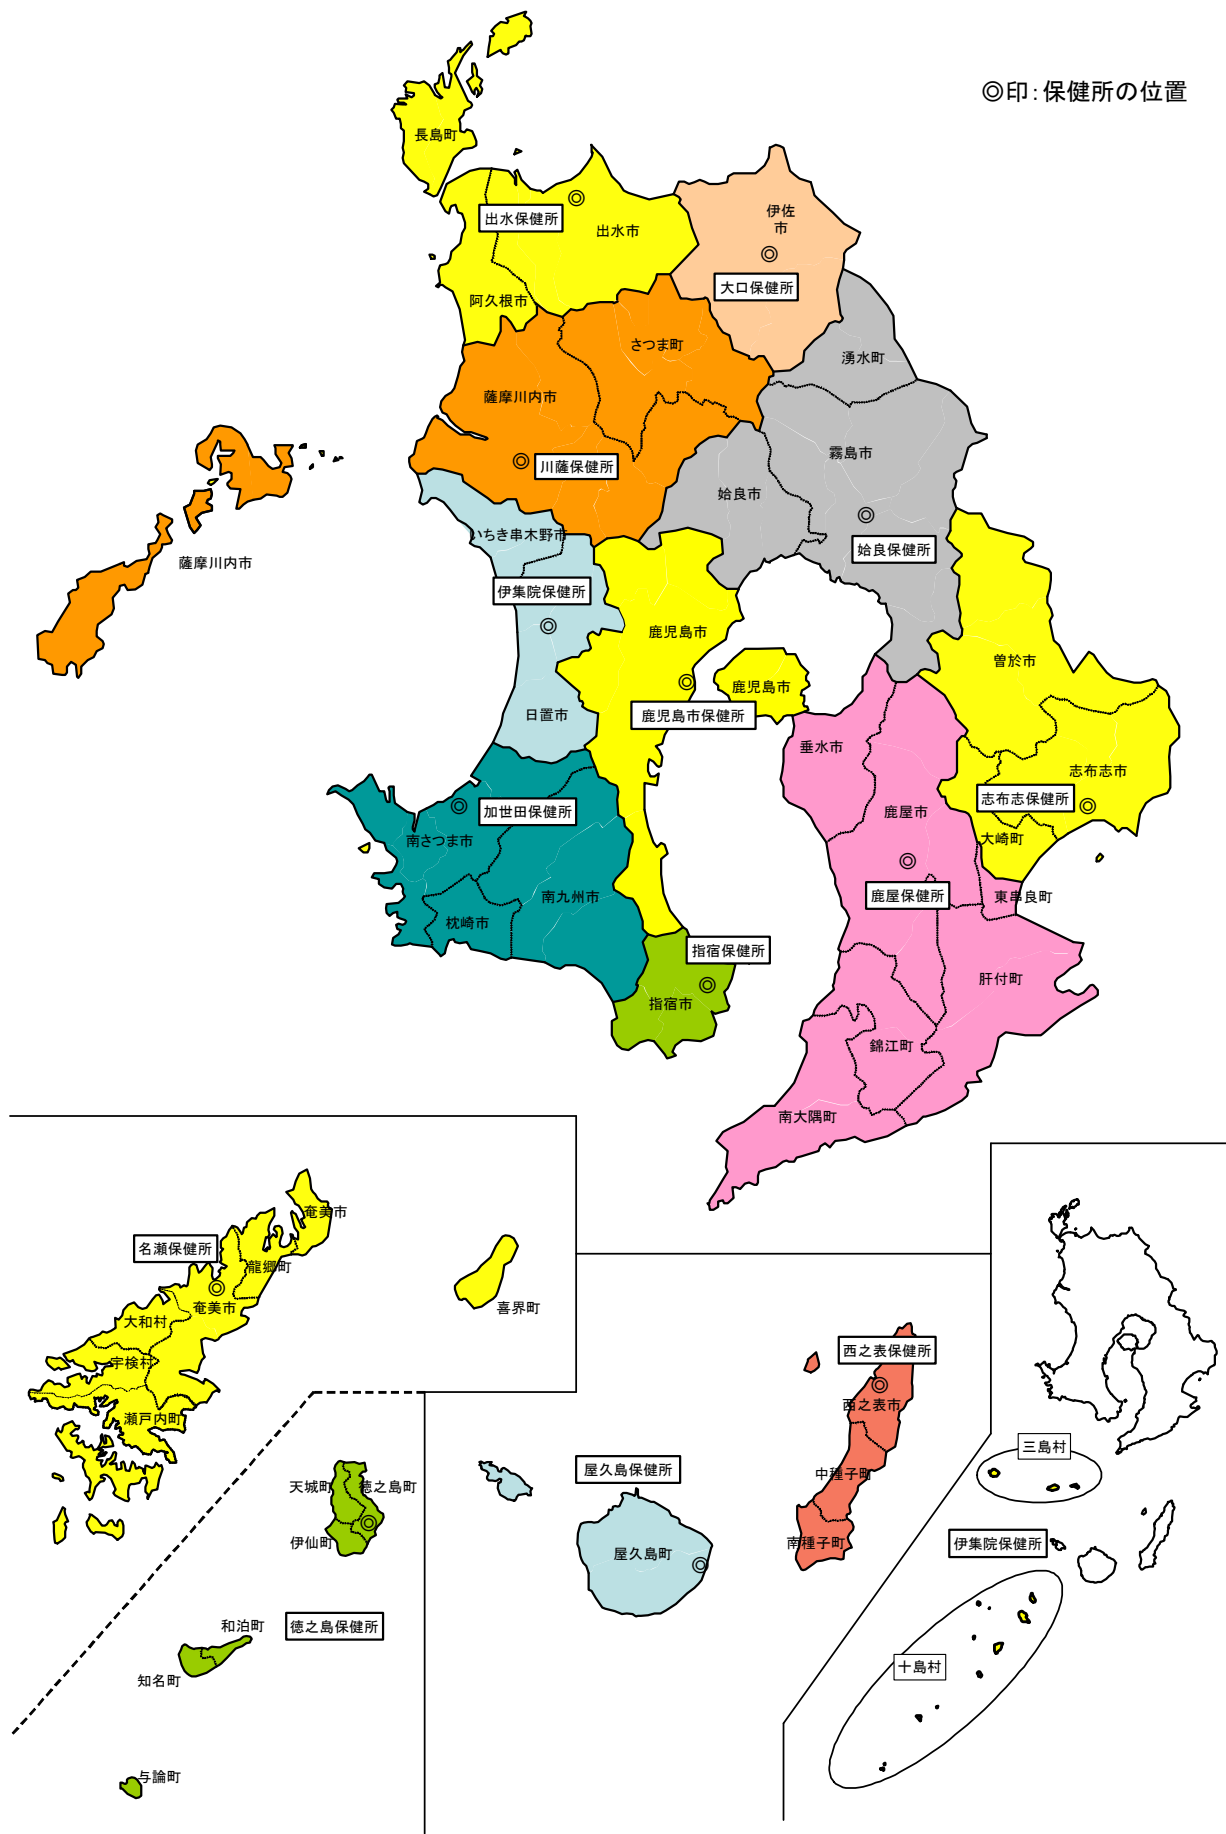 ◎印：保健所の位置
長島町
出水保健所
出水市
伊佐
市
大口保健所
阿久根市
さつま町
湧水町
薩摩川内市
霧島市
川薩保健所
姶良市
いちき串木野市
姶良保健所
薩摩川内市
伊集院保健所
鹿児島市
曽於市
鹿児島市
日置市
鹿児島市保健所
垂水市
志布志市
志布志保健所
加世田保健所
鹿屋市
南さつま市
大崎町
鹿屋保健所
東串良町
南九州市
枕崎市
指宿保健所
肝付町
指宿市
錦江町
南大隅町
奄美市
名瀬保健所
龍郷町
奄美市
喜界町
大和村
宇検村
瀬戸内町
西之表保健所
西之表市
中種子町
南種子町
三島村
屋久島保健所
天城町
徳之島町
伊仙町
屋久島町
伊集院保健所
和泊町
徳之島保健所
知名町
十島村
与論町